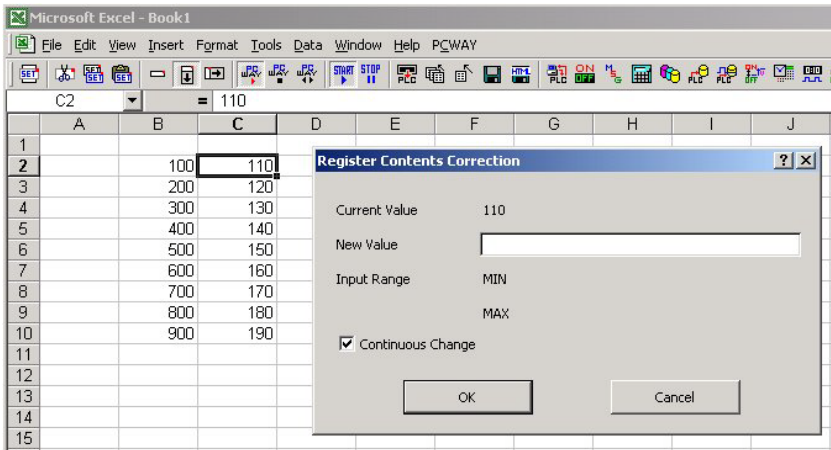 Microsoft Excel - Book1
File Edit View Insert Format Tools Data Window Help PCWAY
C2 = 110
A B C D E F G H I J
1
2 100 110
3 200 120
4 300 130
5 400 140
6 500 150
7 600 160
8 700 170
9 800 180
10 900 190
11
12
13
14
15
Register Contents Correction
Current Value 110
New Value
Input Range MIN
MAX
Continuous Change
OK Cancel